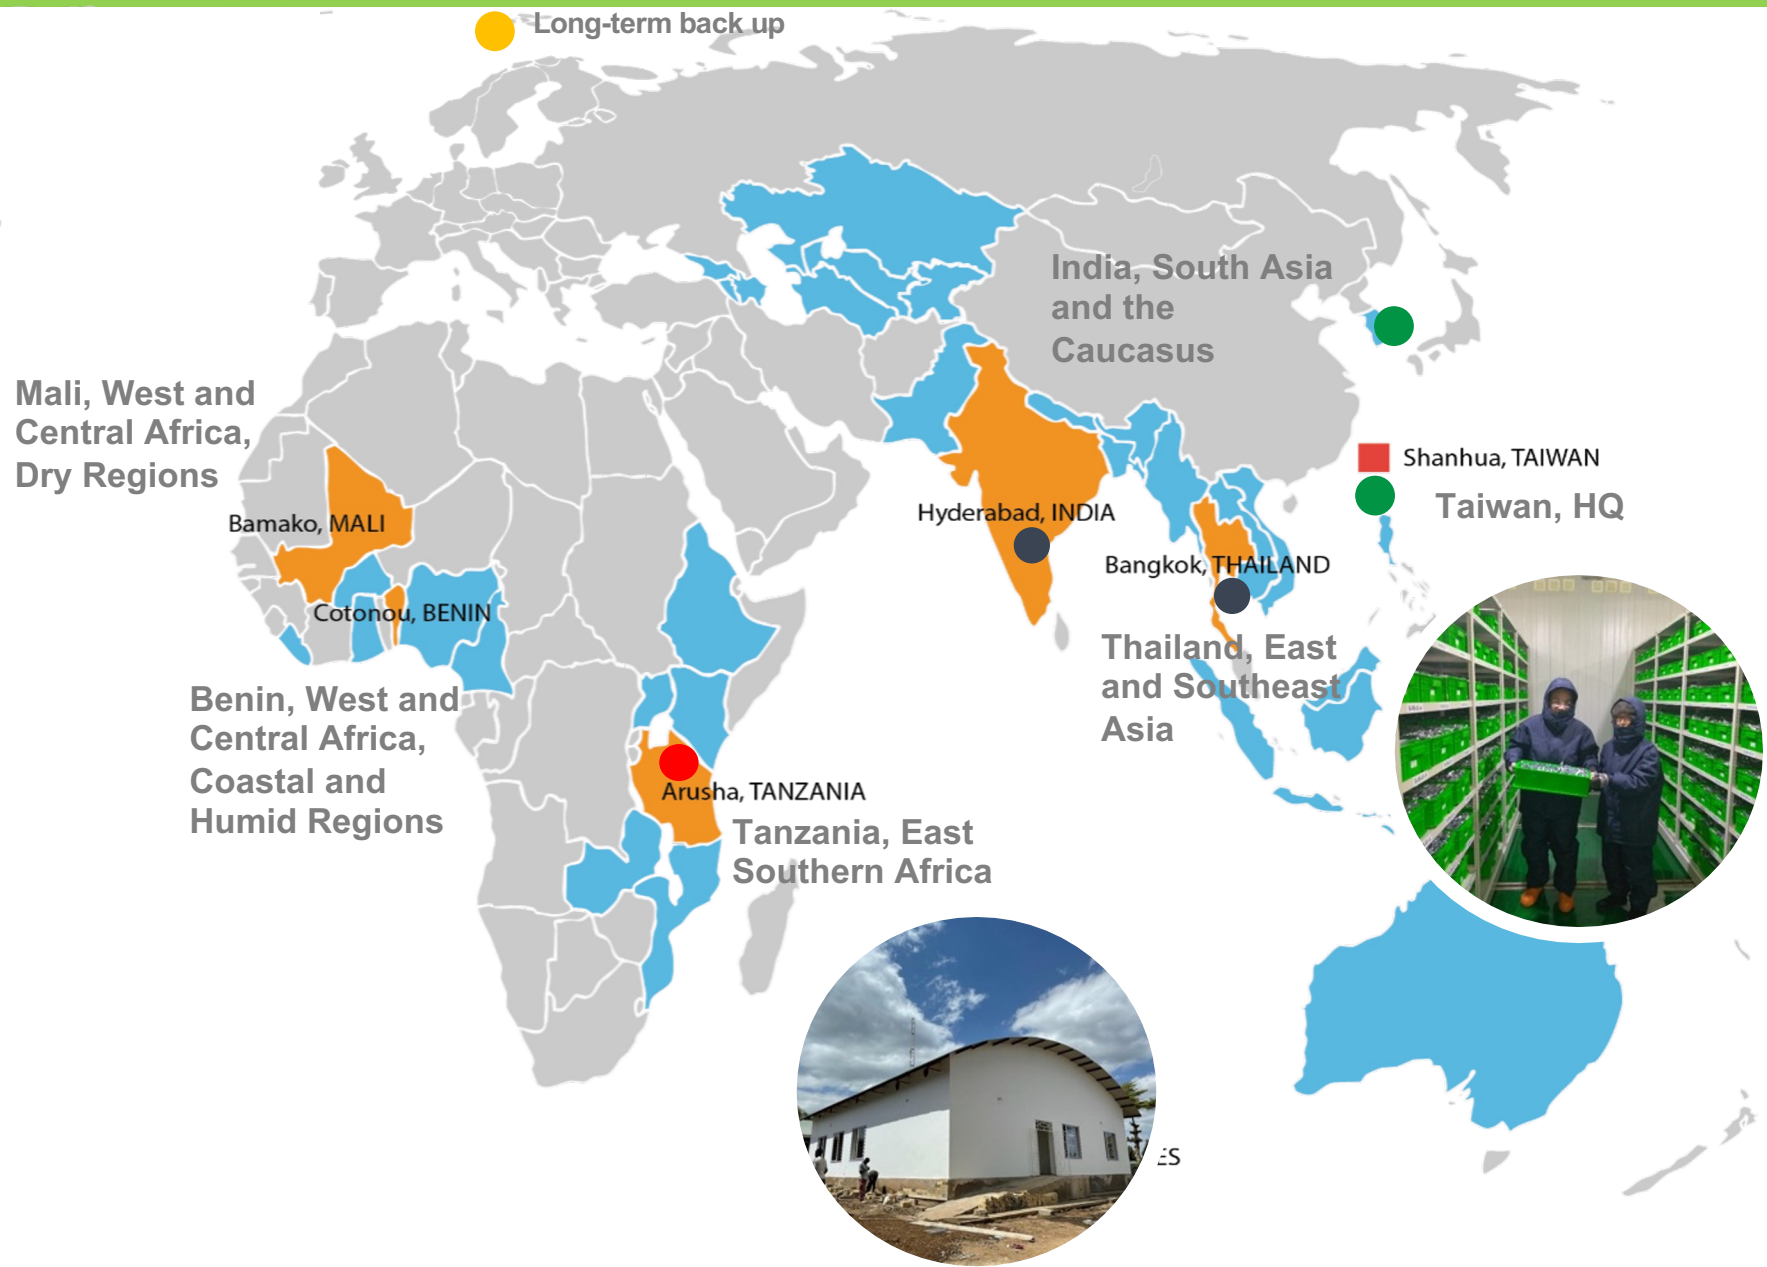 Long-term back up
India, South Asia
and the
Caucasus
Mali, West and
Central Africa,
Dry Regions
Shanhua, TAIWAN
Taiwan, HQ
Bamako, MALI
Hyderabad, INDIA
Bangkok, THAILAND
Cotonou, BENIN
Thailand, East
and Southeast
Asia
Benin, West and
Central Africa,
Coastal and
Humid Regions
Arusha, TANZANIA
Tanzania, East
Southern Africa
ES